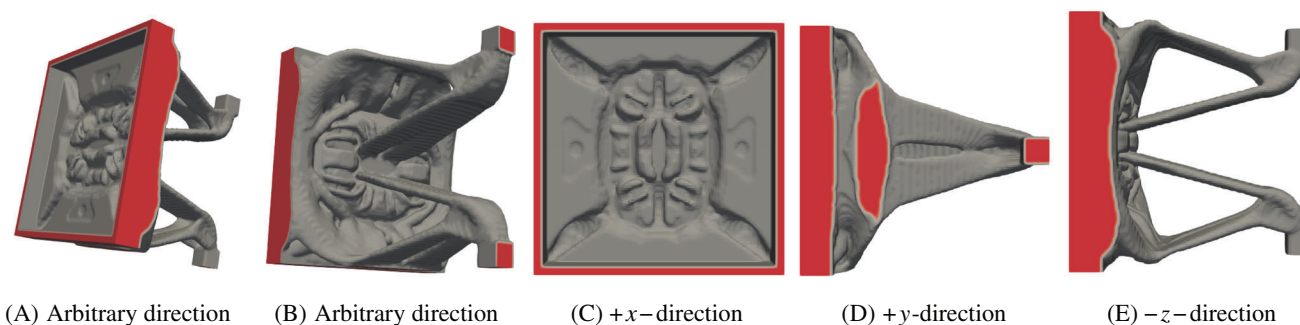 (A) Arbitrary direction
(B) Arbitrary direction
(C) +x−direction
(D) +y-direction
(E) −z−direction